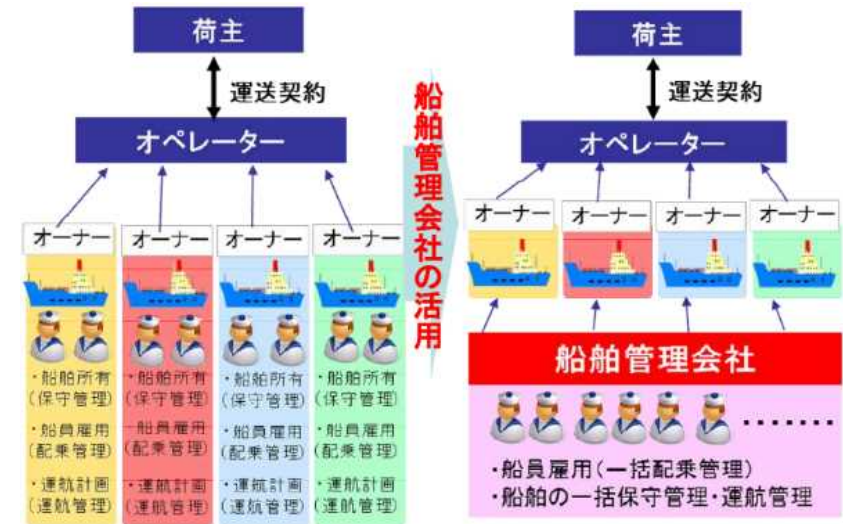 荷主
運送契約
オペレーター
オーナー
オーナー
オーナー
オーナー
・船舶所有
(保守管理)
・船員雇用
(配乗管理)
・運航計画
(運航管理)
・船舶所有
(保守管理)
・船員雇用
(配乗管理)
・運航計画
(運航管理)
・船舶所有
(保守管理)
・船員雇用
(配乗管理)
・運航計画
(運航管理)
・船舶所有
(保守管理)
・船員雇用
(配乗管理)
・運航計画
(運航管理)
船舶管理会社の活用
荷主
運送契約
オペレーター
オーナー
オーナー
オーナー
オーナー
船舶管理会社
・・・・・・・
・船員雇用(一括配乗管理)
・船舶の一括保守管理・運航管理